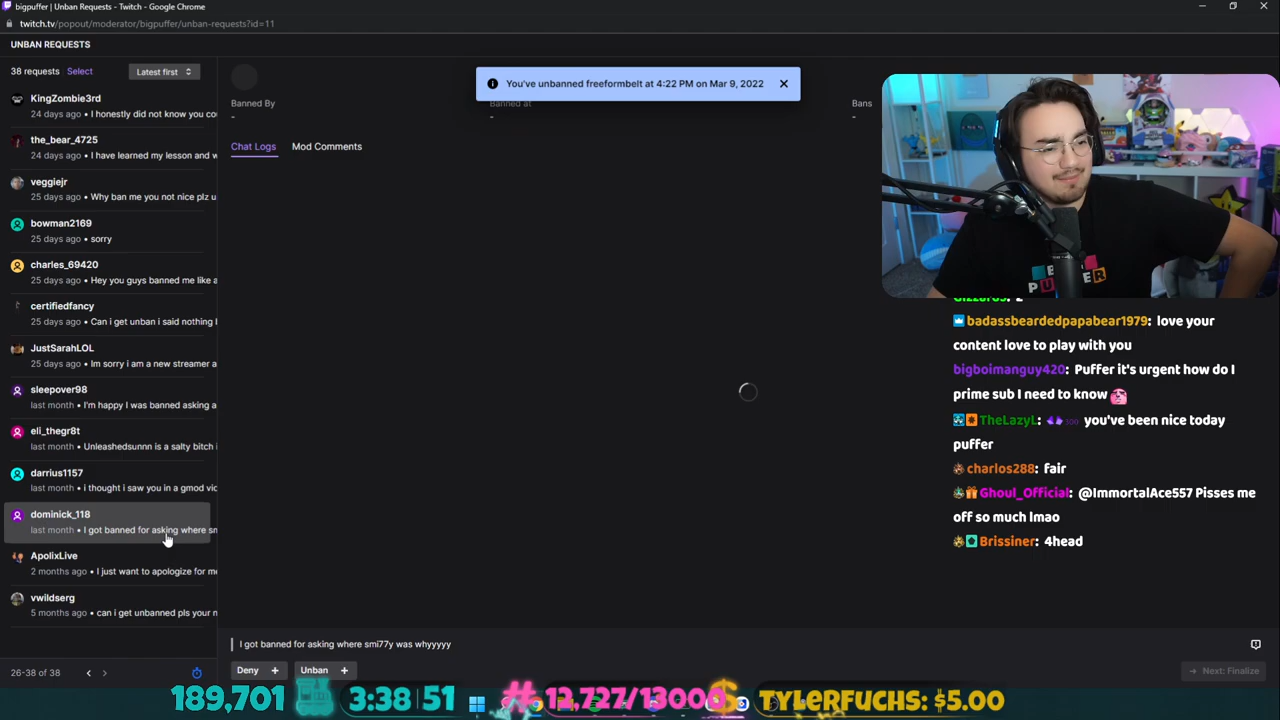 bigpuffer | Unban Requests - Twitch - Google Chrome
twitch.tv/popout/moderator/bigpuffer/unban-requests?id=11
UNBAN REQUESTS
38 requests Select Latest first
KingZombie3rd
24 days ago • I honestly did not know you co
the_bear_4725
24 days ago • I have learned my lesson and w
veggiejr
25 days ago • Why ban me you not nice plz u
bowman2169
25 days ago • sorry
charles_69420
25 days ago • Hey you guys banned me like a
certifiedfancy
25 days ago • Can i get unban i said nothing
JustSarahLOL
25 days ago • Im sorry i am a new streamer a
sleepover98
last month • I'm happy I was banned asking a
eli_thegr8t
last month • Unleashedsunnn is a salty bitch
darrius1157
last month • i thought i saw you in a gmod vid
dominick_118
last month • I got banned for asking where sm
ApolixLive
2 months ago • I just want to apologize for me
vwildserg
5 months ago • can i get unbanned pls your n
26-38 of 38
You've unbanned freeformbelt at 4:22 PM on Mar 9, 2022
Banned By
-
Banned at
-
Bans
-
Chat Logs Mod Comments
I got banned for asking where smi77y was whyyyyy
Deny + Unban +
Next: Finalize
badassbeardedpapabear1979: love your
content love to play with you
bigboimanguy420: Puffer it's urgent how do I
prime sub I need to know
TheLazyL: 300 you've been nice today
puffer
charlos288: fair
Ghoul_Official: @ImmortalAce557 Pisses me
off so much lmao
Brissiner: 4head
189,701 3:38 51 # 12,727/13000 $ TYLERFUCHS: $5.00